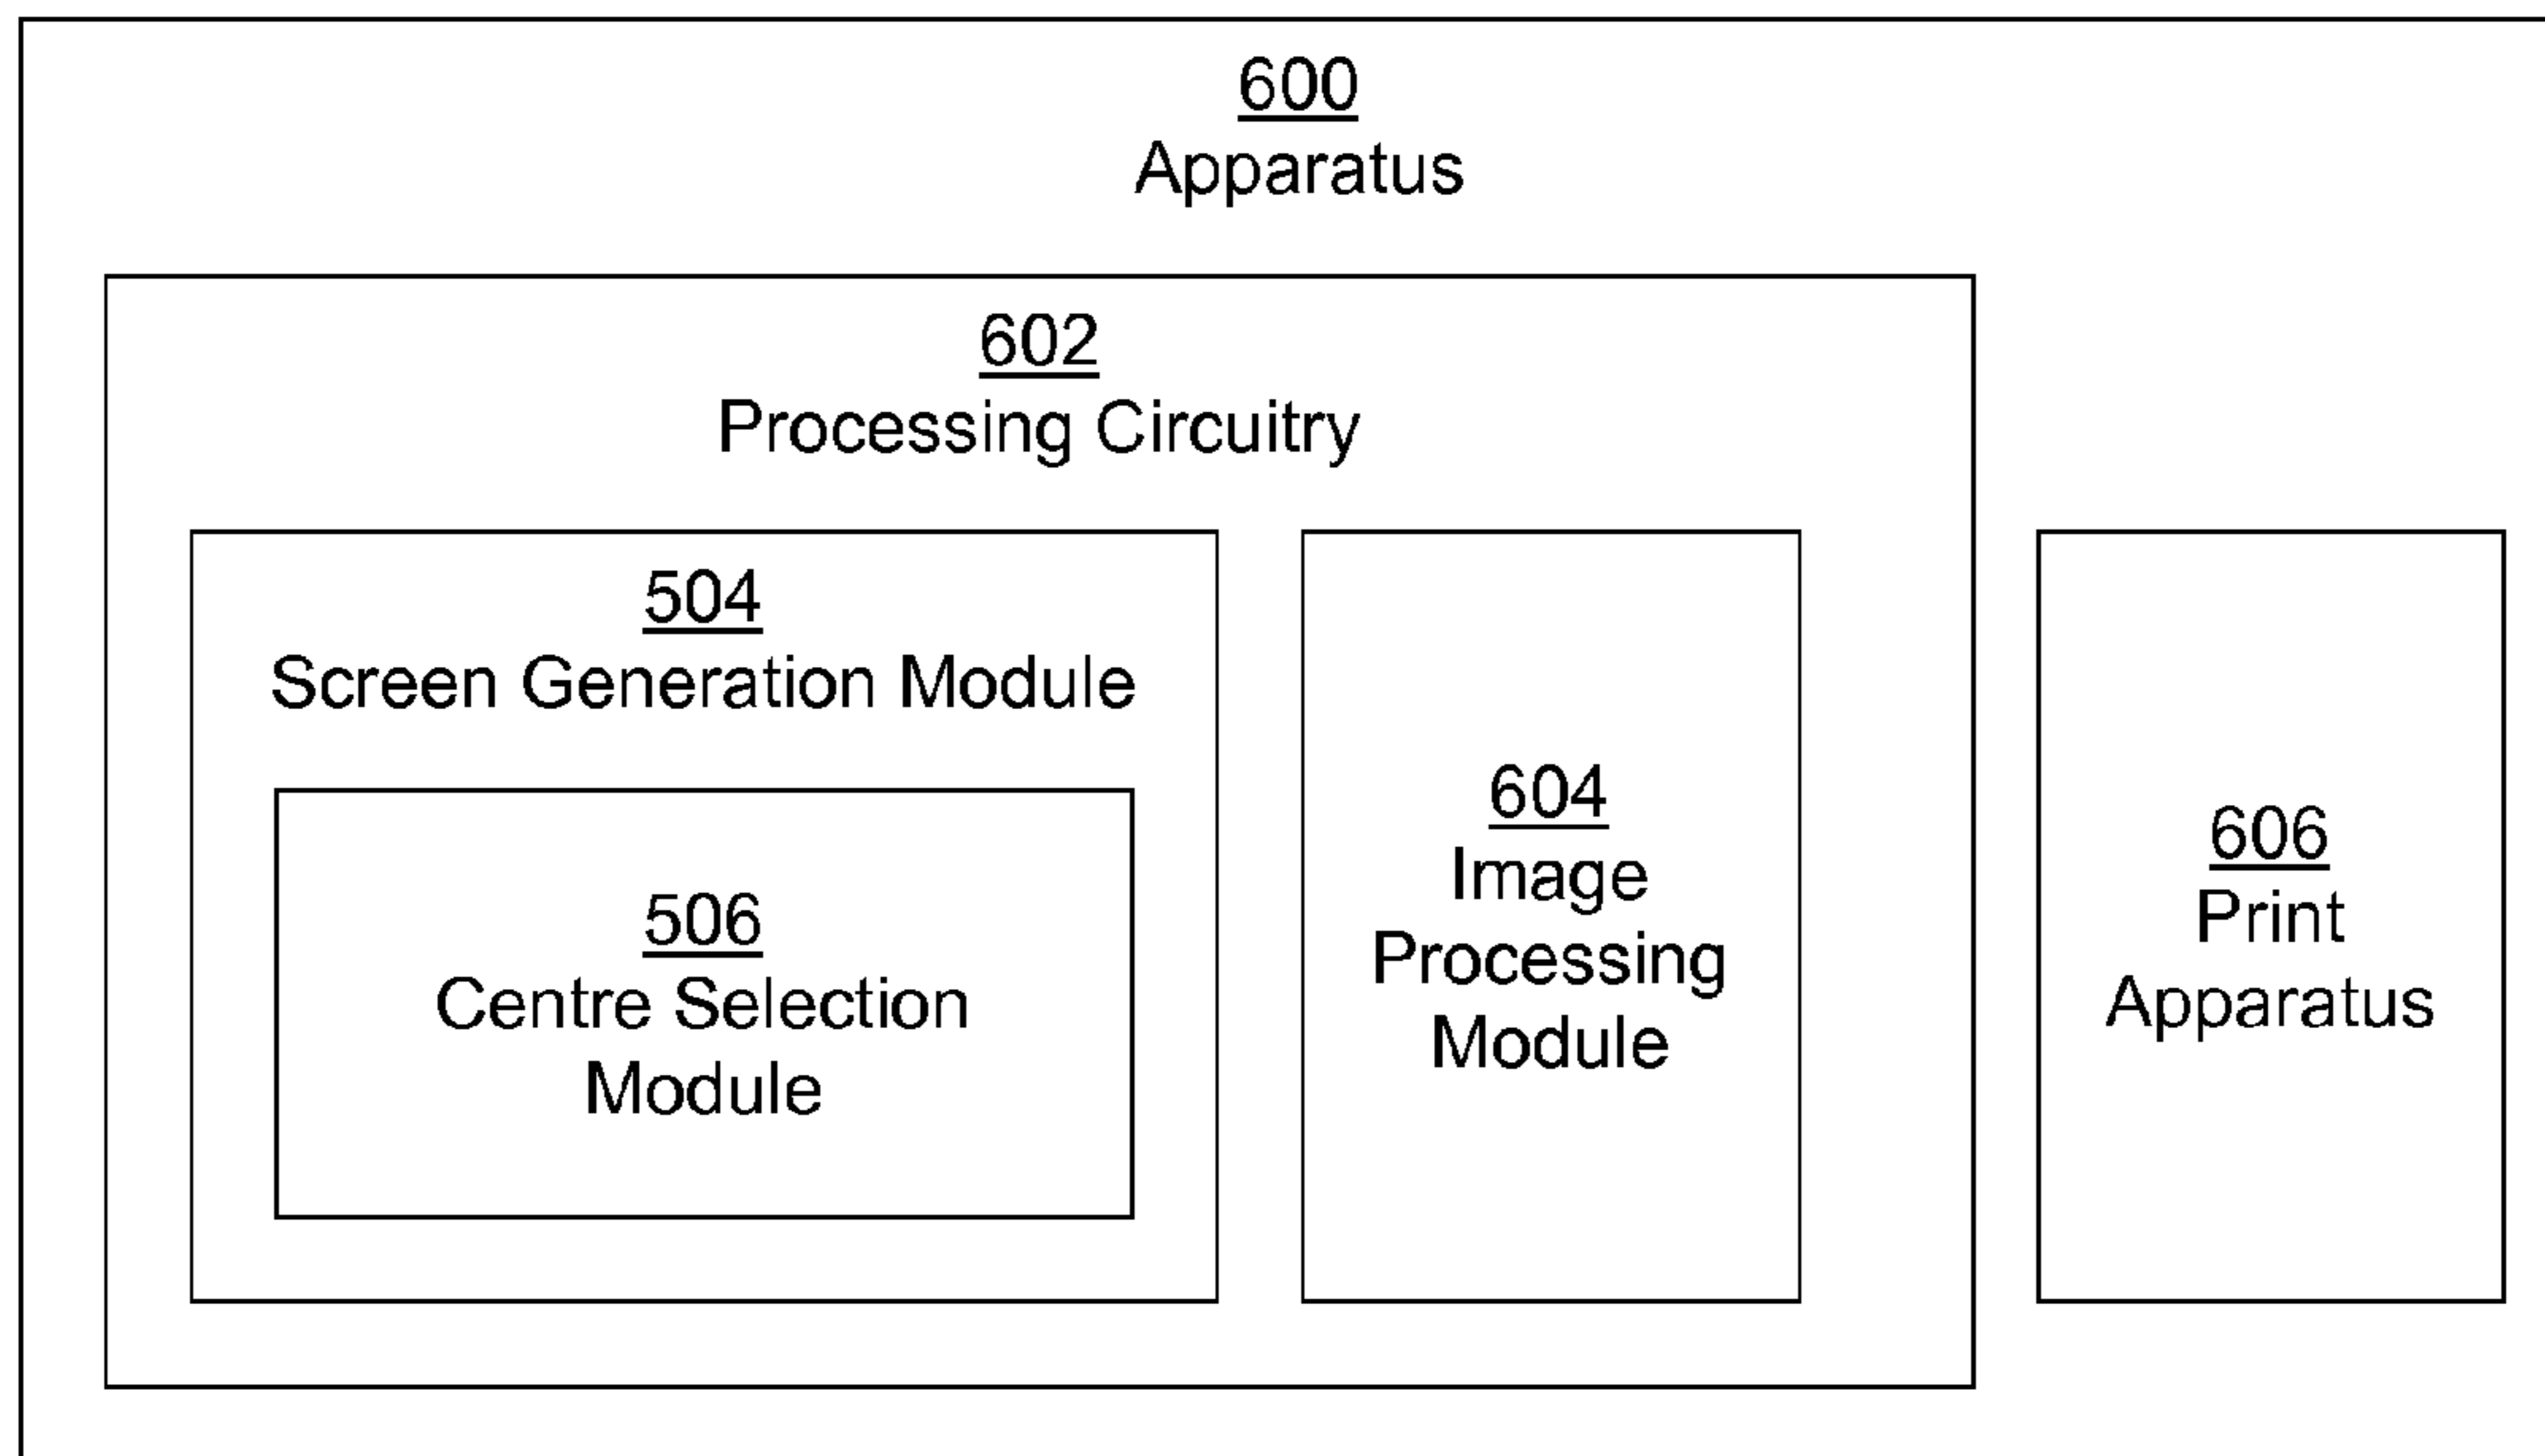 600
Apparatus
602
Processing Circuitry
504
Screen Generation Module
506
Centre Selection
Module
604
Image
Processing
Module
606
Print
Apparatus